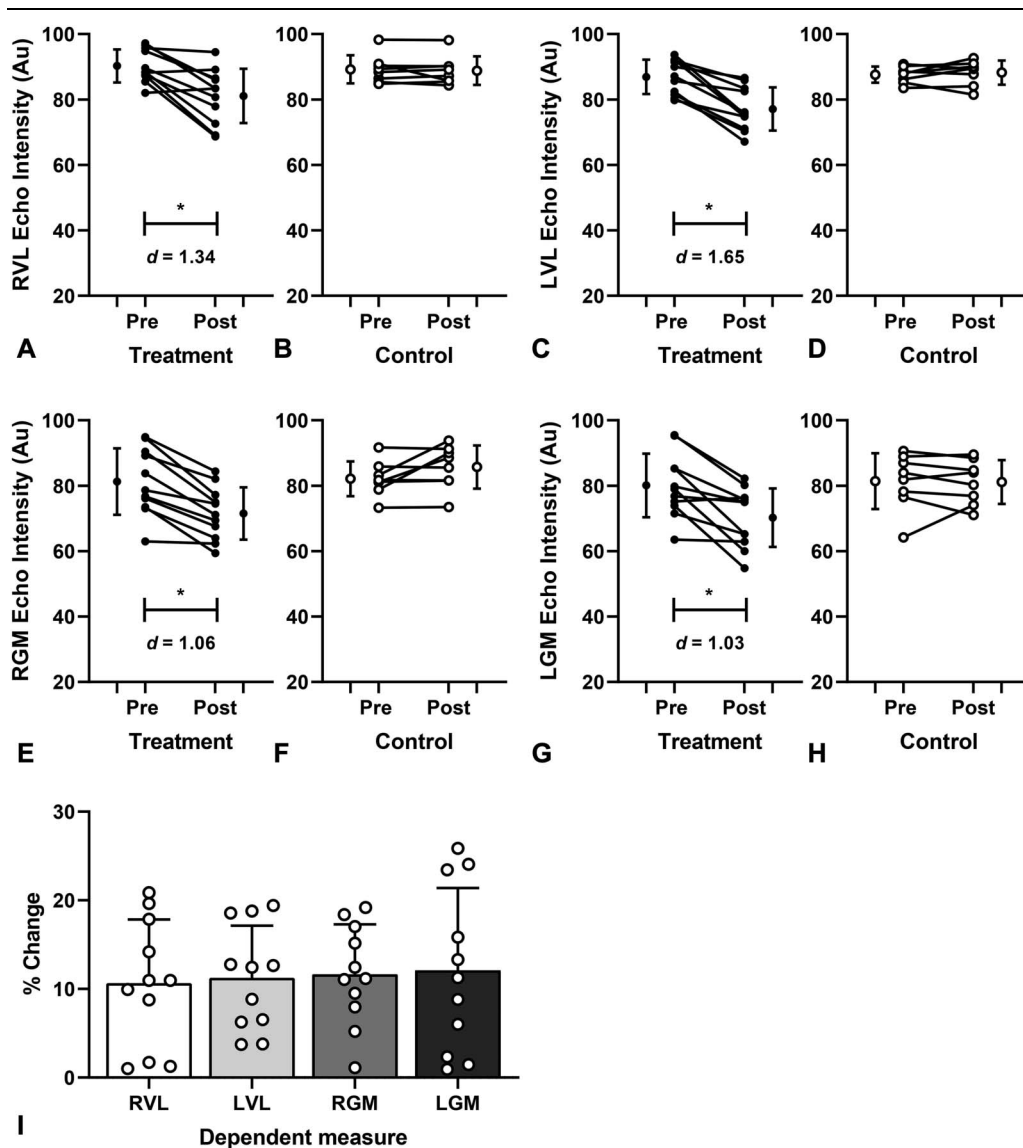 RVL Echo Intensity (Au)
100
80
60
40
20
*
d = 1.34
Pre Post
Treatment
A
100
80
60
40
20
Pre Post
Control
B
LVL Echo Intensity (Au)
100
80
60
40
20
*
d = 1.65
Pre Post
Treatment
C
100
80
60
40
20
Pre Post
Control
D
RGM Echo Intensity (Au)
100
80
60
40
20
*
d = 1.06
Pre Post
Treatment
E
100
80
60
40
20
Pre Post
Control
F
LGM Echo Intensity (Au)
100
80
60
40
20
*
d = 1.03
Pre Post
Treatment
G
100
80
60
40
20
Pre Post
Control
H
% Change
30
20
10
0
RVL LVL RGM LGM
Dependent measure
I